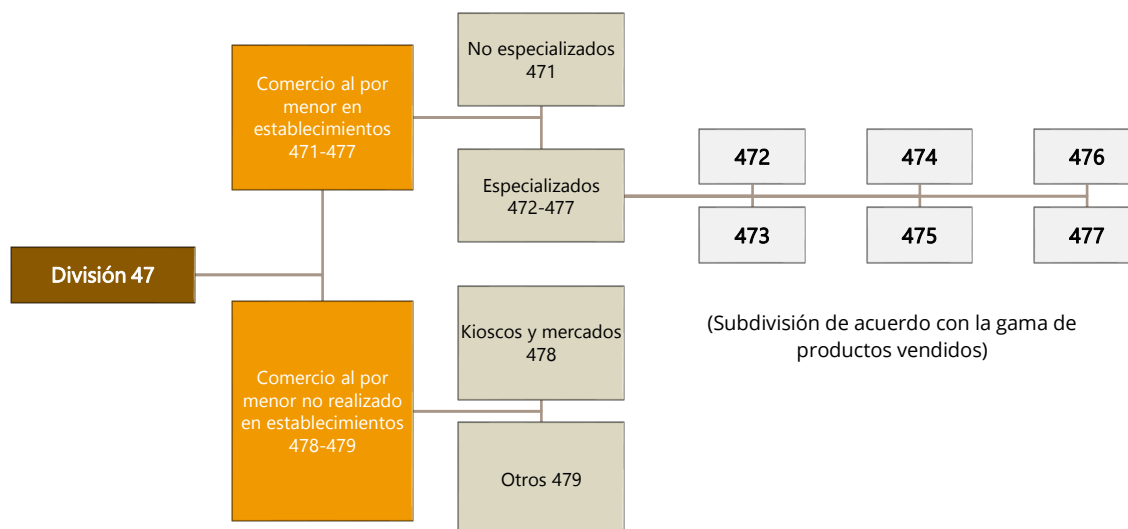 División 47
Comercio al por
menor en
establecimientos
471-477
No especializados
471
Especializados
472-477
472
474
476
473
475
477
(Subdivisión de acuerdo con la gama de
productos vendidos)
Comercio al por
menor no realizado
en establecimientos
478-479
Kioscos y mercados
478
Otros 479